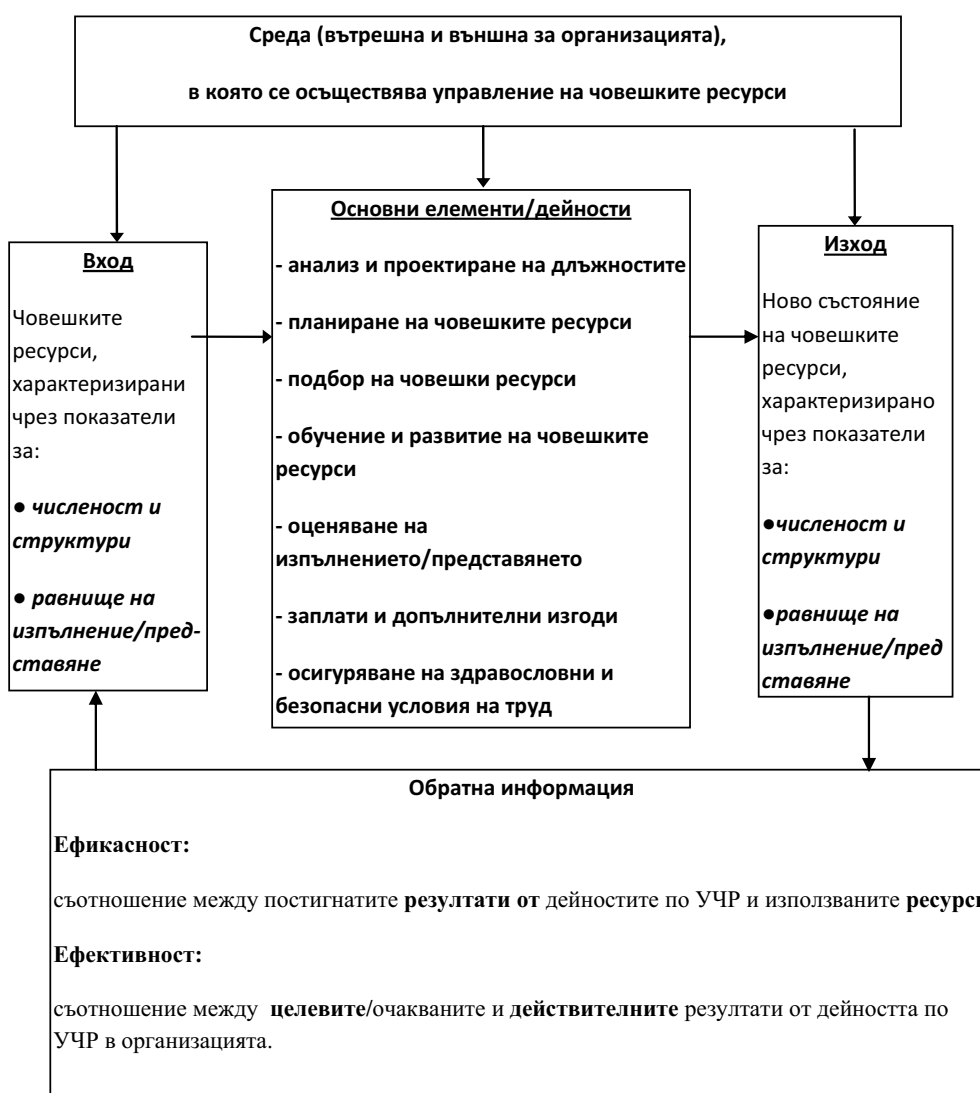 Среда (вътрешна и външна за организацията),
в която се осъществява управление на човешките ресурси
Вход
Човешките
ресурси,
характеризирани
чрез показатели
за:
● численост и
структури
● равнище на
изпълнение/пред-
ставяне
Основни елементи/дейности
- анализ и проектиране на длъжностите
- планиране на човешките ресурси
- подбор на човешки ресурси
- обучение и развитие на човешките
ресурси
- оценяване на
изпълнението/представянето
- заплати и допълнителни изгоди
- осигуряване на здравословни и
безопасни условия на труд
Изход
Ново състояние
на човешките
ресурси,
характеризирано
чрез показатели
за:
●численост и
структури
●равнище на
изпълнение/пред
ставяне
Обратна информация
Ефикасност:
съотношение между постигнатите резултати от дейностите по УЧР и използваните ресурси
Ефективност:
съотношение между целевите/очакваните и действителните резултати от дейността по
УЧР в организацията.